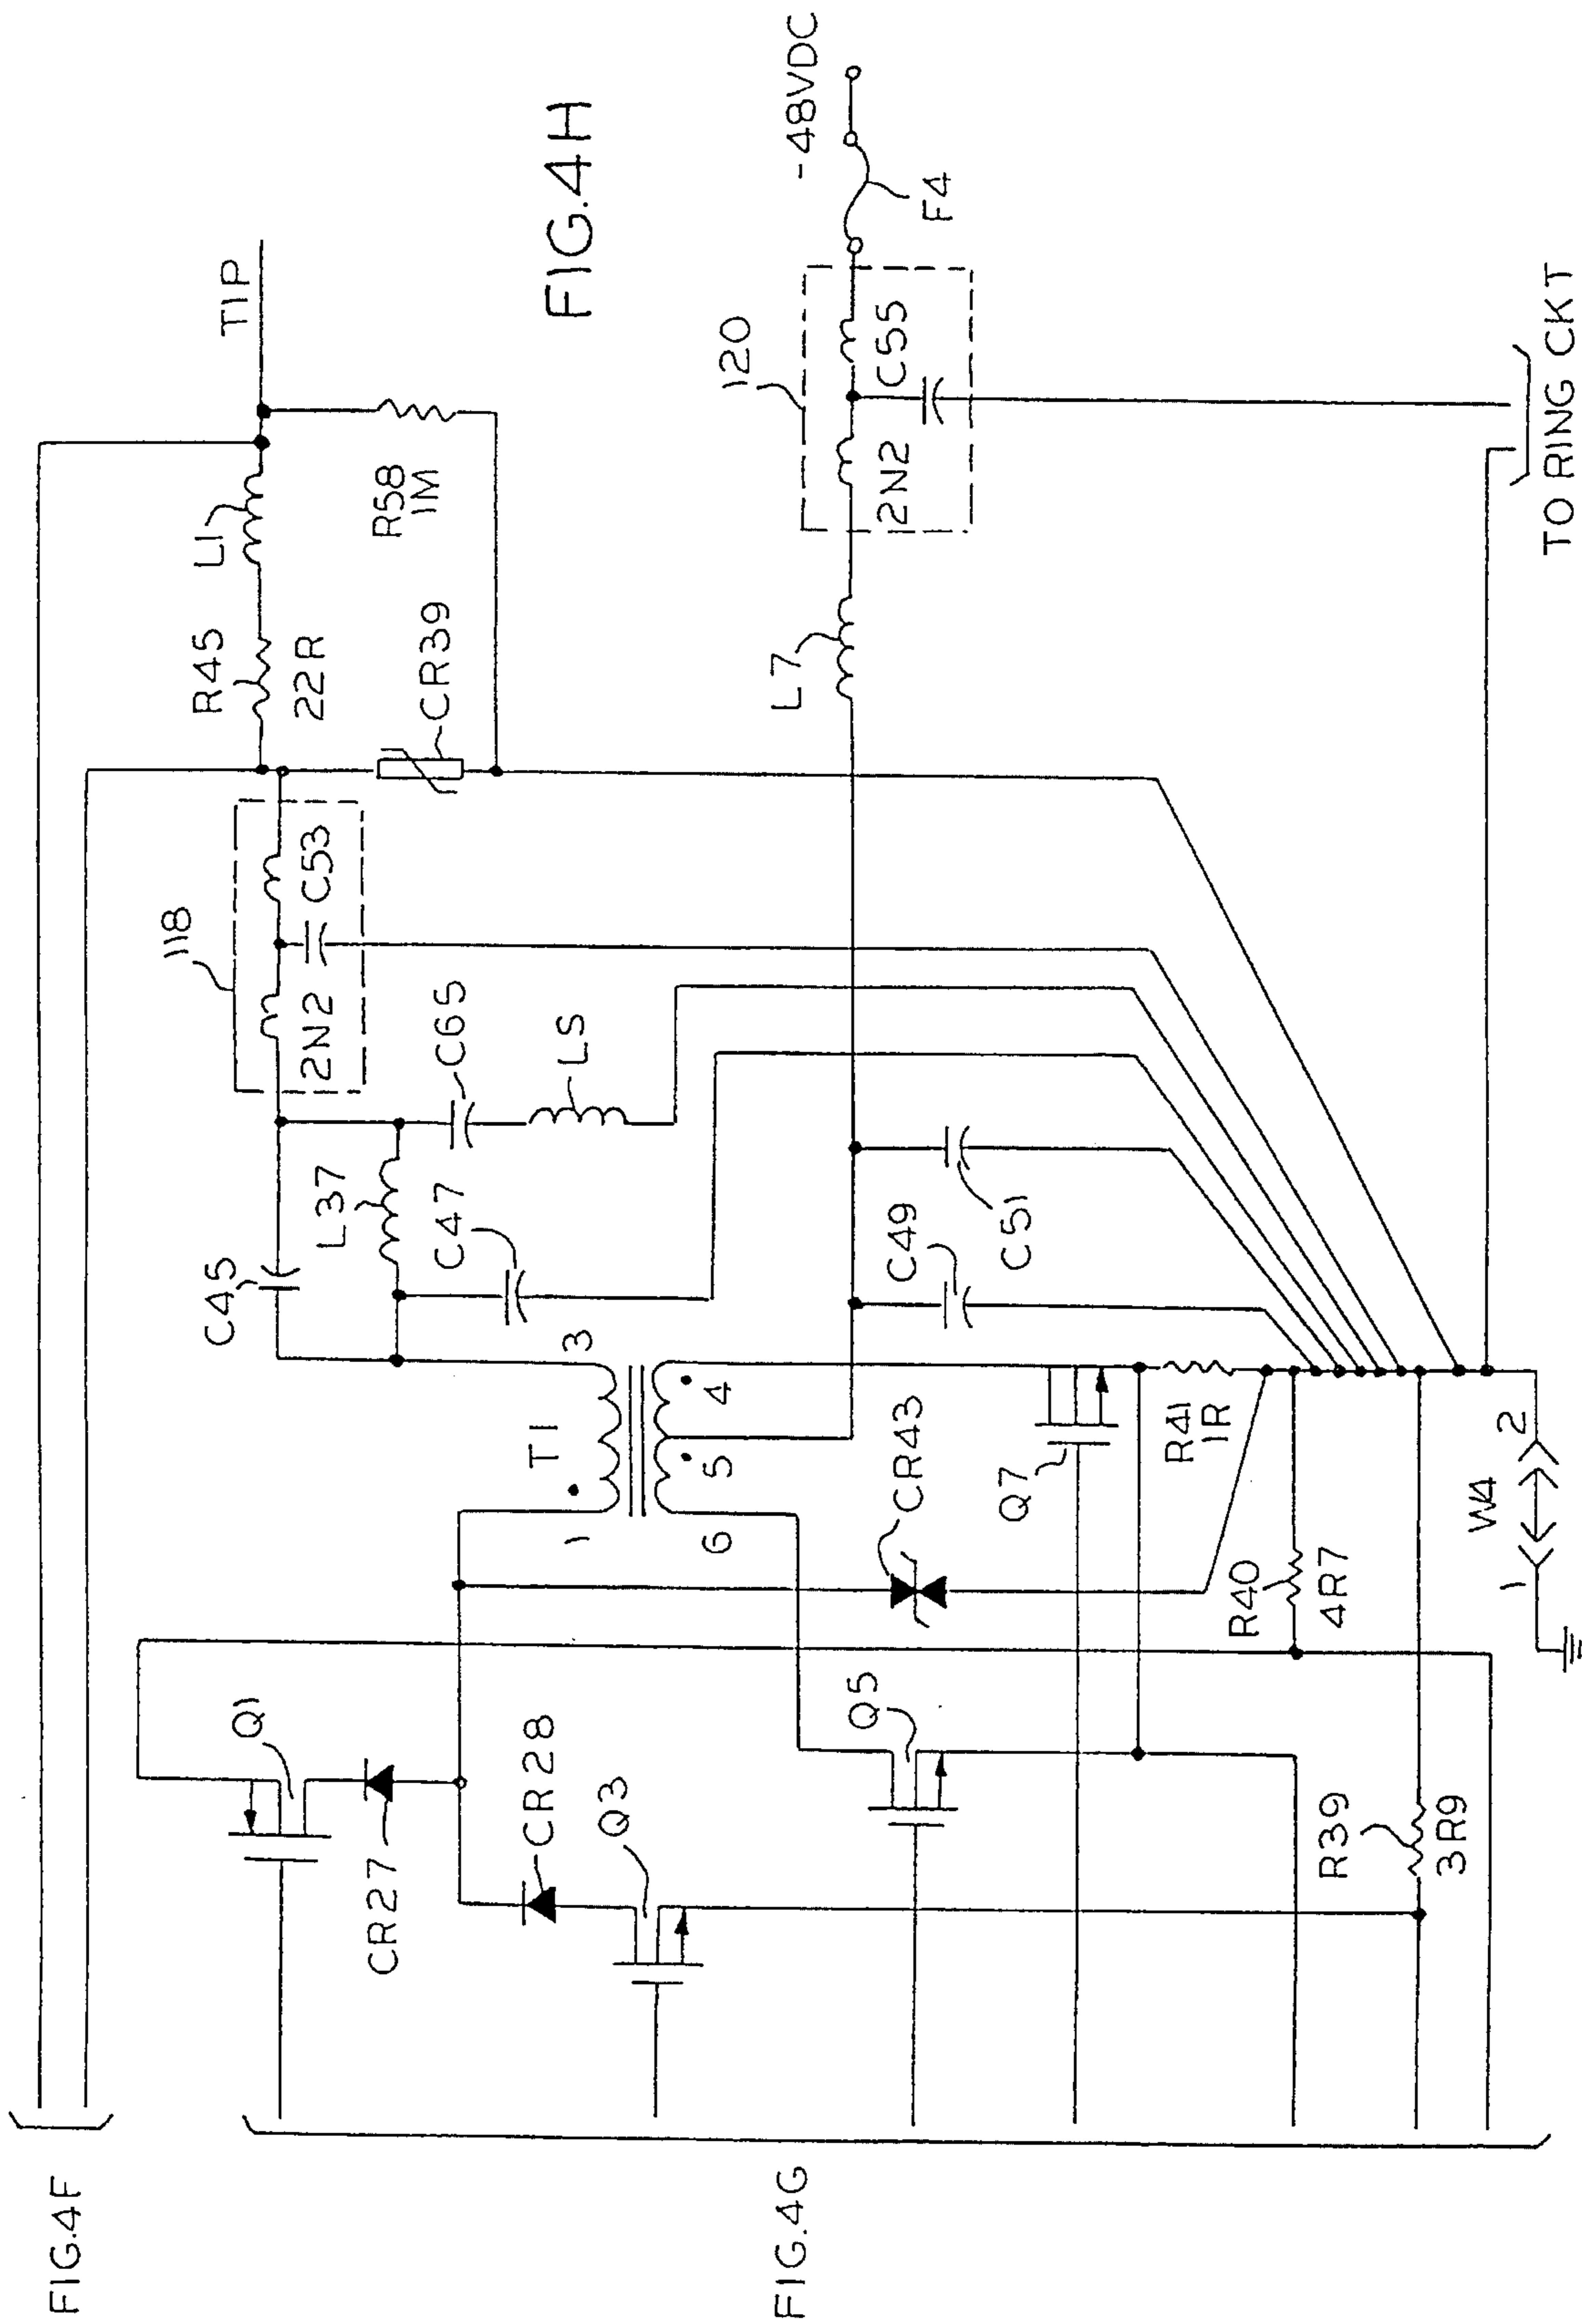 FIG.4H
FIG.4F
FIG.4G
TIP
L1
R45
22R
R58
1M
CR39
118
C53
2N2
C65
LS
L37
C45
C47
-48VDC
F4
120
C55
2N2
L7
C51
C49
T1
1
3
4
5
6
Q1
CR27
CR28
Q3
Q5
CR43
Q7
R41
1R
R40
4R7
R39
3R9
W4
1
2
TO RING CKT